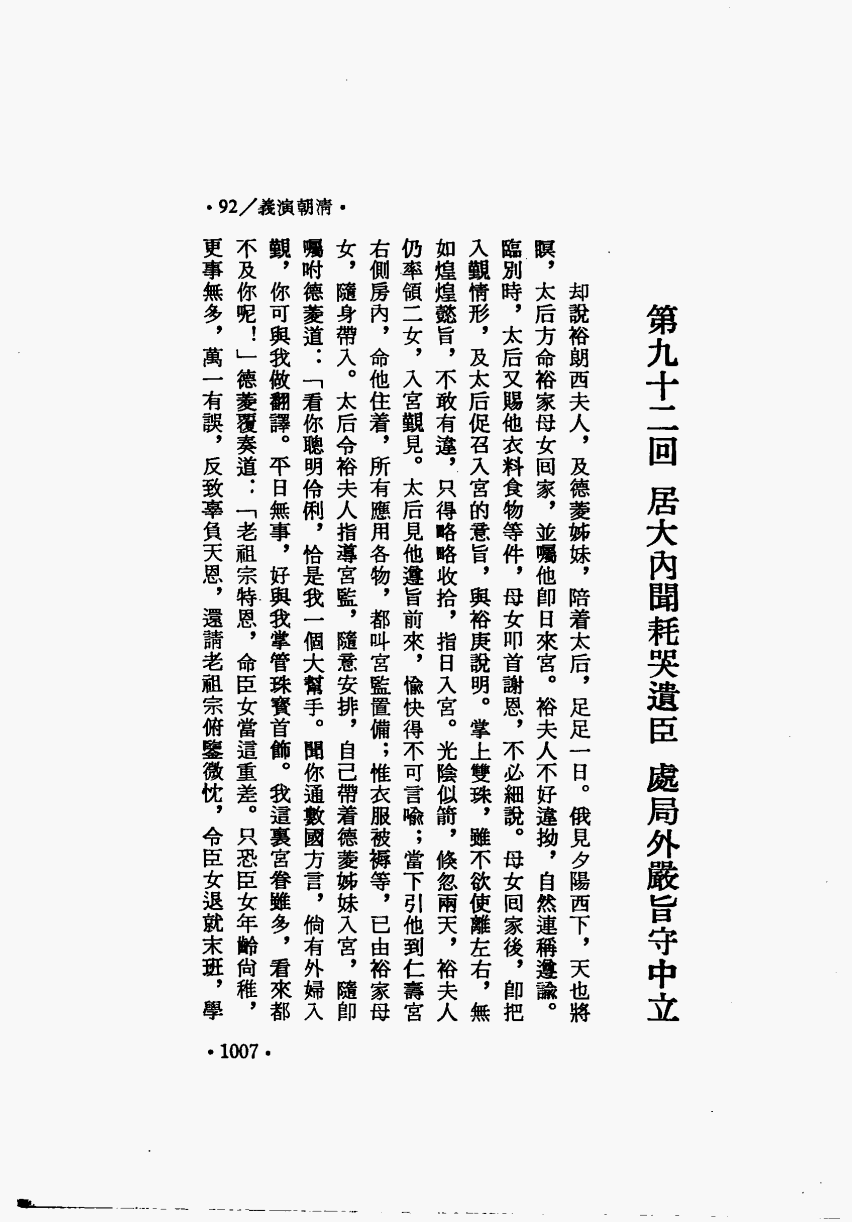 ·清朝演義／92·
第九十二回 居大內聞耗哭遺臣 處局外嚴旨守中立
却說裕朗西夫人，及德菱姊妹，陪着太后，足足一日。俄見夕陽西下，天也將
暝，太后方命裕家母女回家，並囑他卽日來宮。裕夫人不好違拗，自然連稱遵諭。
臨別時，太后又賜他衣料食物等件，母女叩首謝恩，不必細說。母女回家後，卽把
入覲情形，及太后促召入宮的意旨，與裕庚說明。掌上雙珠，雖不欲使離左右，無
如煌煌懿旨，不敢有違，只得略略收拾，指日入宮。光陰似箭，倏忽兩天，裕夫人
仍率領二女，入宮覲見。太后見他遵旨前來，愉快得不可言喩；當下引他到仁壽宮
右側房內，命他住着，所有應用各物，都叫宮監置備；惟衣服被褥等，已由裕家母
女，隨身帶入。太后令裕夫人指導宮監，隨意安排，自己帶着德菱姊妹入宮，隨卽
囑咐德菱道：「看你聰明伶俐，恰是我一個大幫手。聞你通數國方言，倘有外婦入
覲，你可與我做翻譯。平日無事，好與我掌管珠寶首飾。我這裏宮眷雖多，看來都
不及你呢！」德菱覆奏道：「老祖宗特恩，命臣女當這重差。只恐臣女年齡尙稚，
更事無多，萬一有誤，反致辜負天恩，還請老祖宗俯鑒微忱，令臣女退就末班，學
·1007·